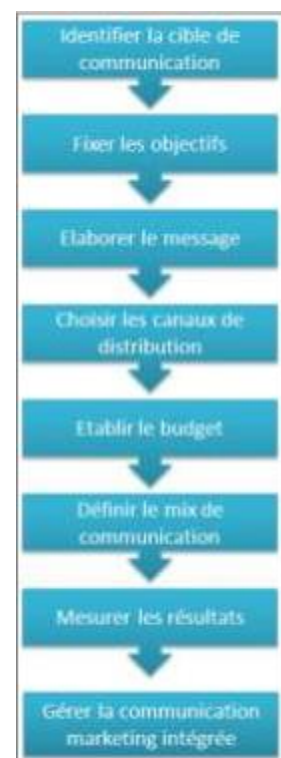 Identifier la cible de
communication
Fixer les objectifs
Elaborer le message
Choisir les canaux de
distribution
Etablir le budget
Définir le mix de
communication
Mesurer les résultats
Gérer la communication
marketing intégrée